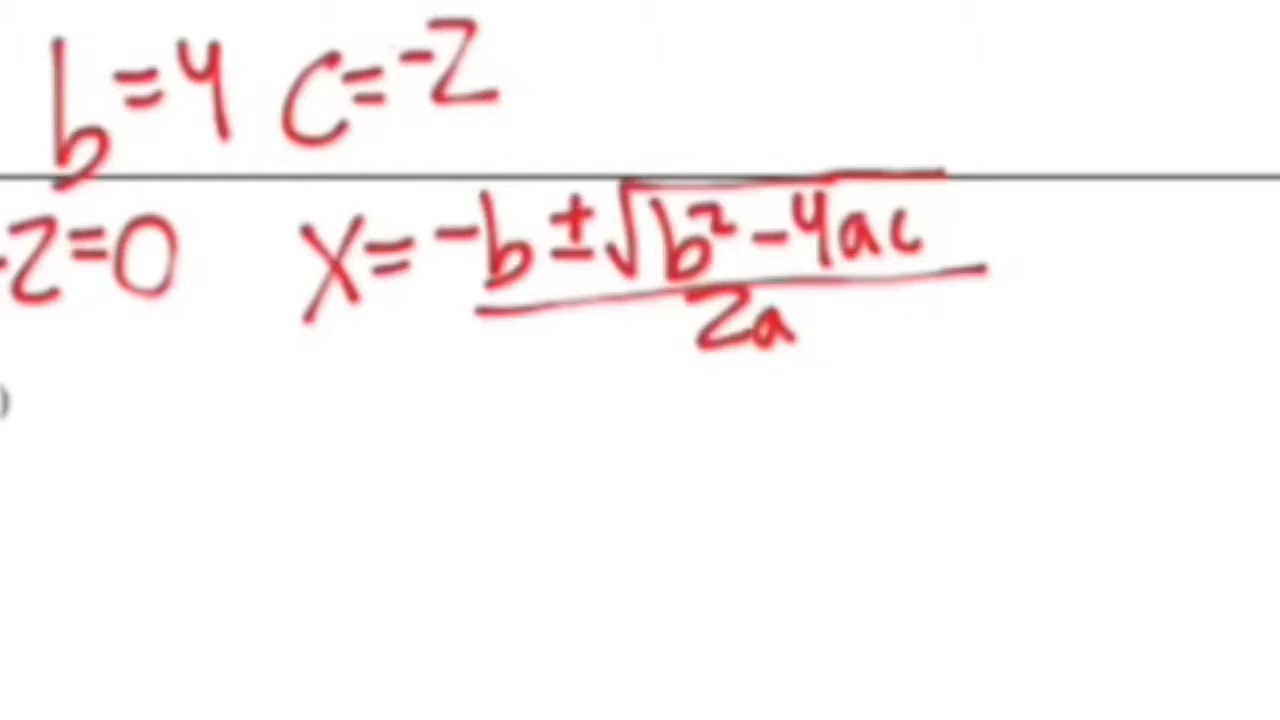 b=4 c=-2
-2=0 x= -b±√b²-4ac
2a
)